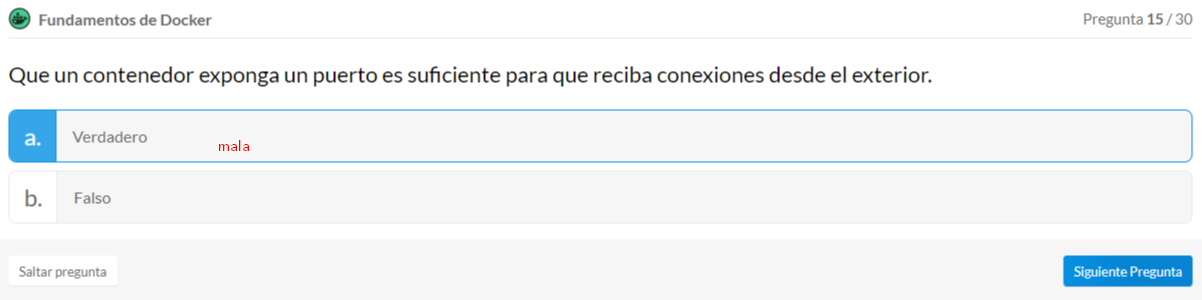 Fundamentos de Docker
Pregunta 15 / 30
Que un contenedor exponga un puerto es suficiente para que reciba conexiones desde el exterior.
a. Verdadero
mala
b. Falso
Saltar pregunta
Siguiente Pregunta